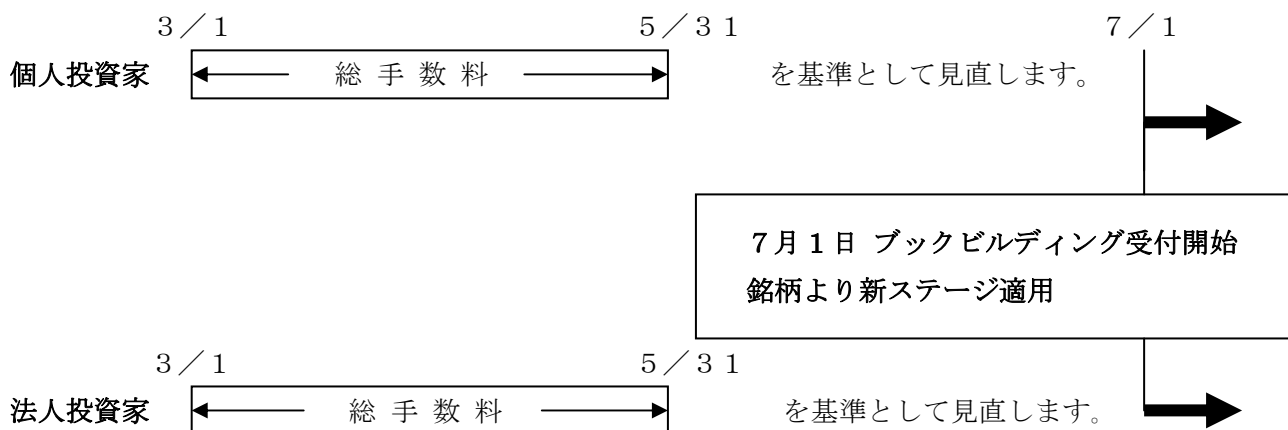 ３／１ ５／３１ ７／１
個人投資家 総 手 数 料 を基準として見直します。
７月１日 ブックビルディング受付開始
銘柄より新ステージ適用
３／１ ５／３１
法人投資家 総 手 数 料 を基準として見直します。